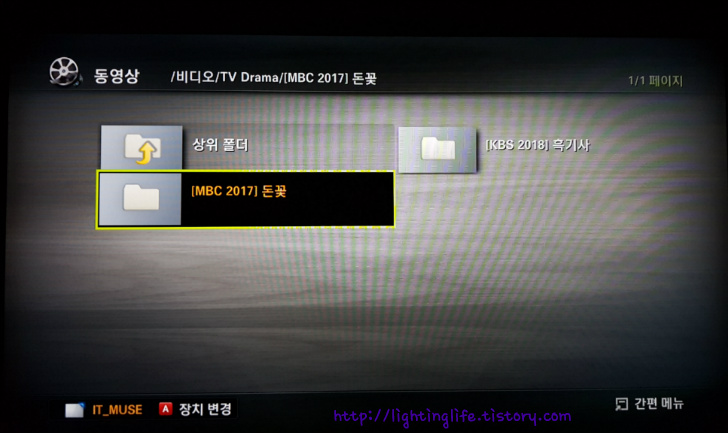 동영상 /비디오/TV Drama/[MBC 2017] 돈꽃 1/1 페이지
상위 폴더 [KBS 2018] 흑기사
[MBC 2017] 돈꽃
IT_MUSE A 장치 변경 간편 메뉴
http://lightinglife.tistory.com